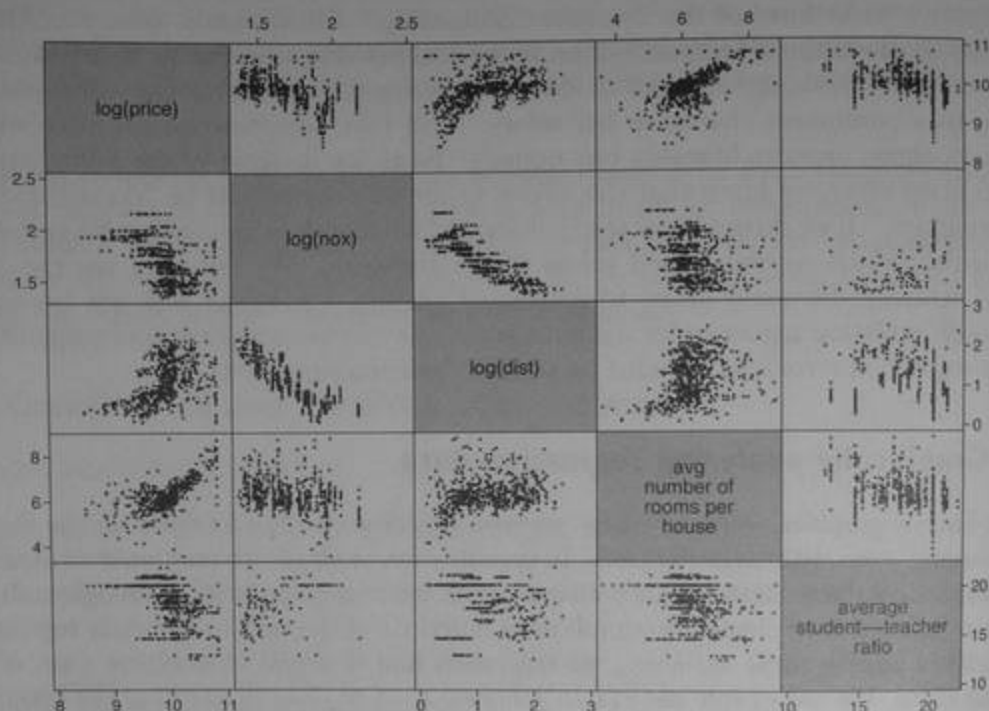 1.5 2 2.5 4 6 8
log(price)
11
10
9
8
2.5
2
1.5
log(nox)
log(dist)
3
2
1
0
8
6
4
avg
number of
rooms per
house
average
student—teacher
ratio
20
15
10
8 9 10 11 0 1 2 3 10 15 20